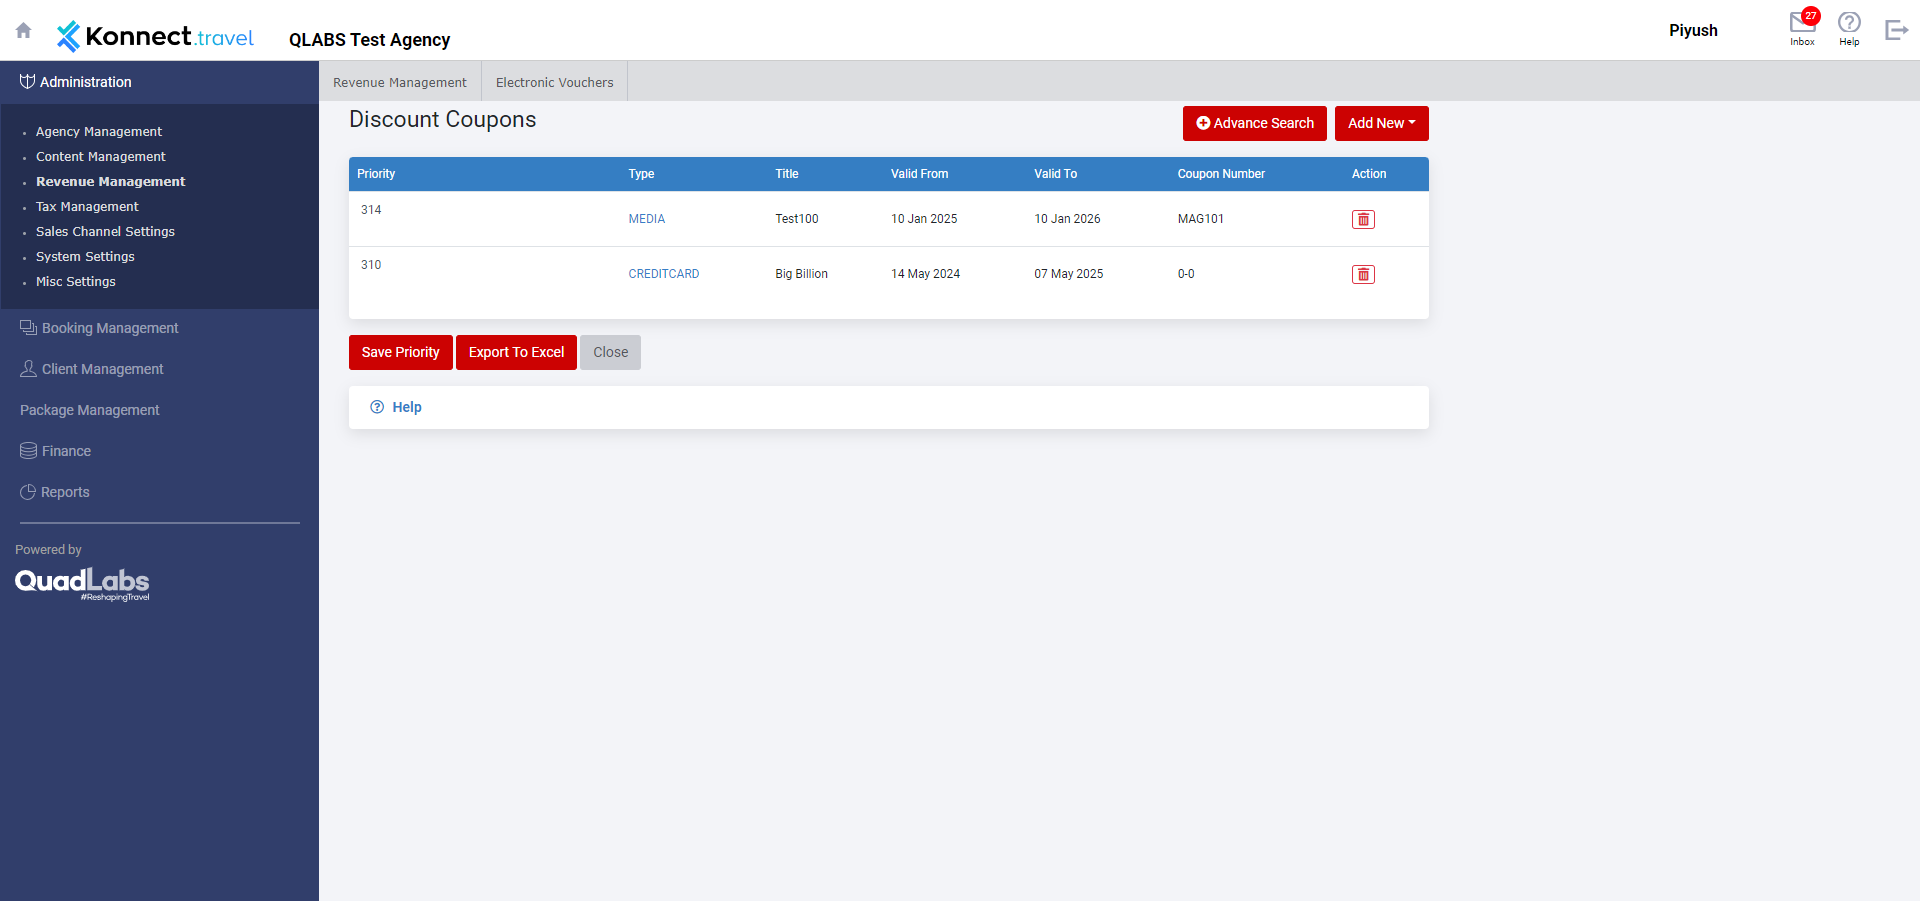 Konnect.travel
QLABS Test Agency
Piyush
27
Inbox
Help
Administration
Agency Management
Content Management
Revenue Management
Tax Management
Sales Channel Settings
System Settings
Misc Settings
Booking Management
Client Management
Package Management
Finance
Reports
Powered by
QuadLabs
#ReshapingTravel
Revenue Management
Electronic Vouchers
Discount Coupons
Advance Search
Add New
Priority Type Title Valid From Valid To Coupon Number Action
314 MEDIA Test100 10 Jan 2025 10 Jan 2026 MAG101
310 CREDITCARD Big Billion 14 May 2024 07 May 2025 0-0
Save Priority
Export To Excel
Close
Help